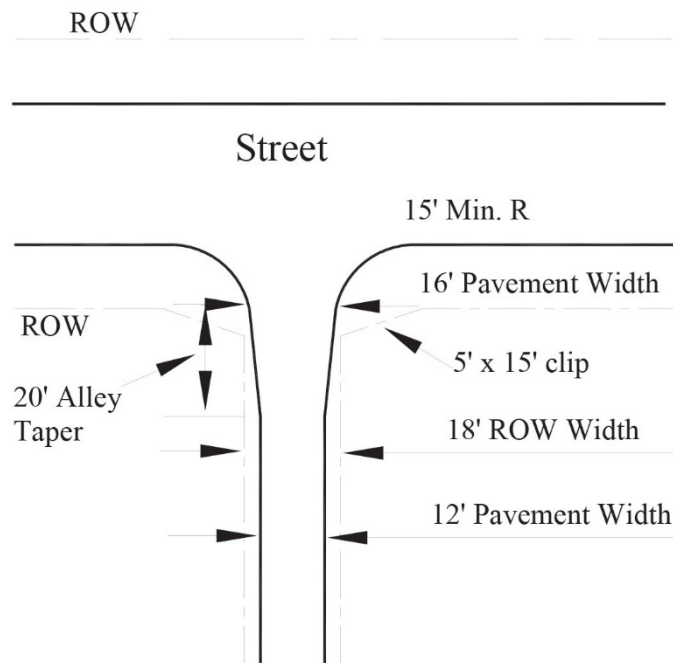 ROW
Street
15' Min. R
16' Pavement Width
ROW
5' x 15' clip
20' Alley
Taper
18' ROW Width
12' Pavement Width